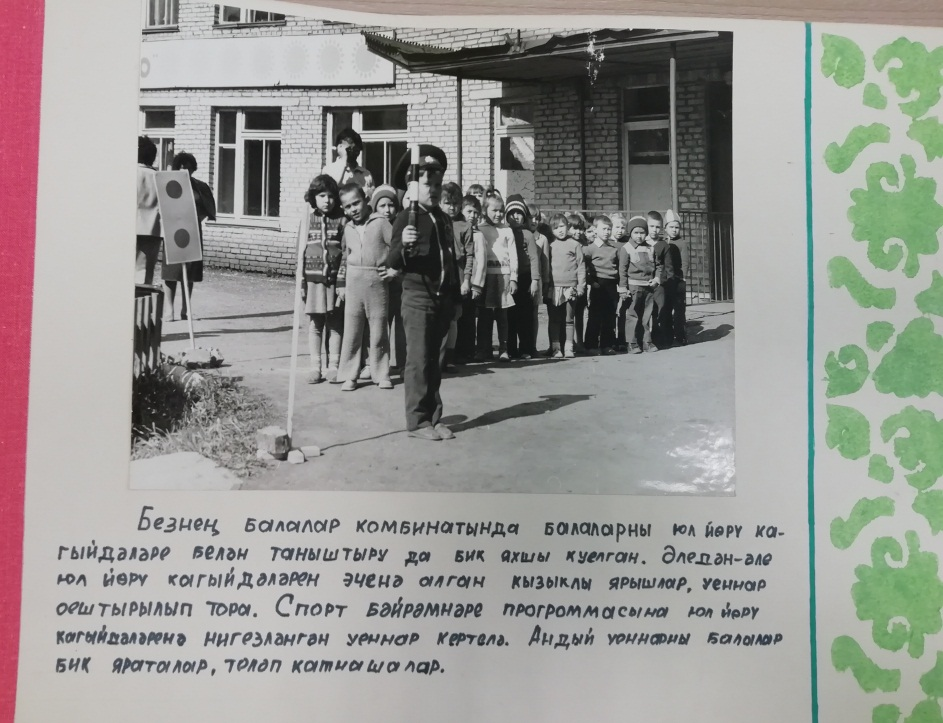 Безнең балалар комбинатында балаларны юл йөрү ка-
гыйдәләре белән таныштыру да бик яхшы куелган. Әледән-әле
юл йөрү кагыйдәләрен эченә алган кызыклы ярышлар, уеннар
оештырылып тора. Спорт бәйрәмнәре программасына юл йөрү
кагыйдәләренә нигезләнгән уеннар кертелә. Андый уеннарны балалар
бик яраталар, теләп катнашалар.